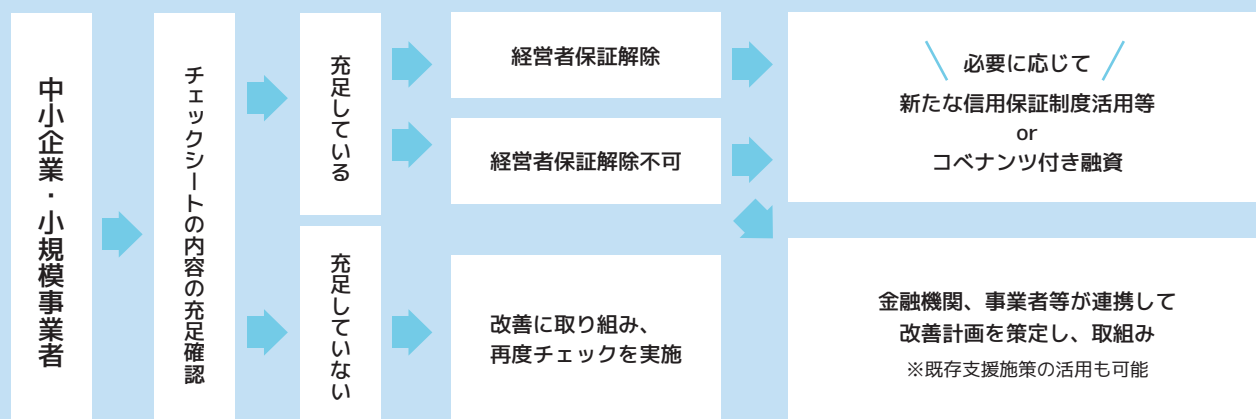 中小企業・小規模事業者
チェックシートの内容の充足確認
充足している
経営者保証解除
経営者保証解除不可
必要に応じて
新たな信用保証制度活用等
or
コベナンツ付き融資
充足していない
改善に取り組み、
再度チェックを実施
金融機関、事業者等が連携して
改善計画を策定し、取組み
※既存支援施策の活用も可能